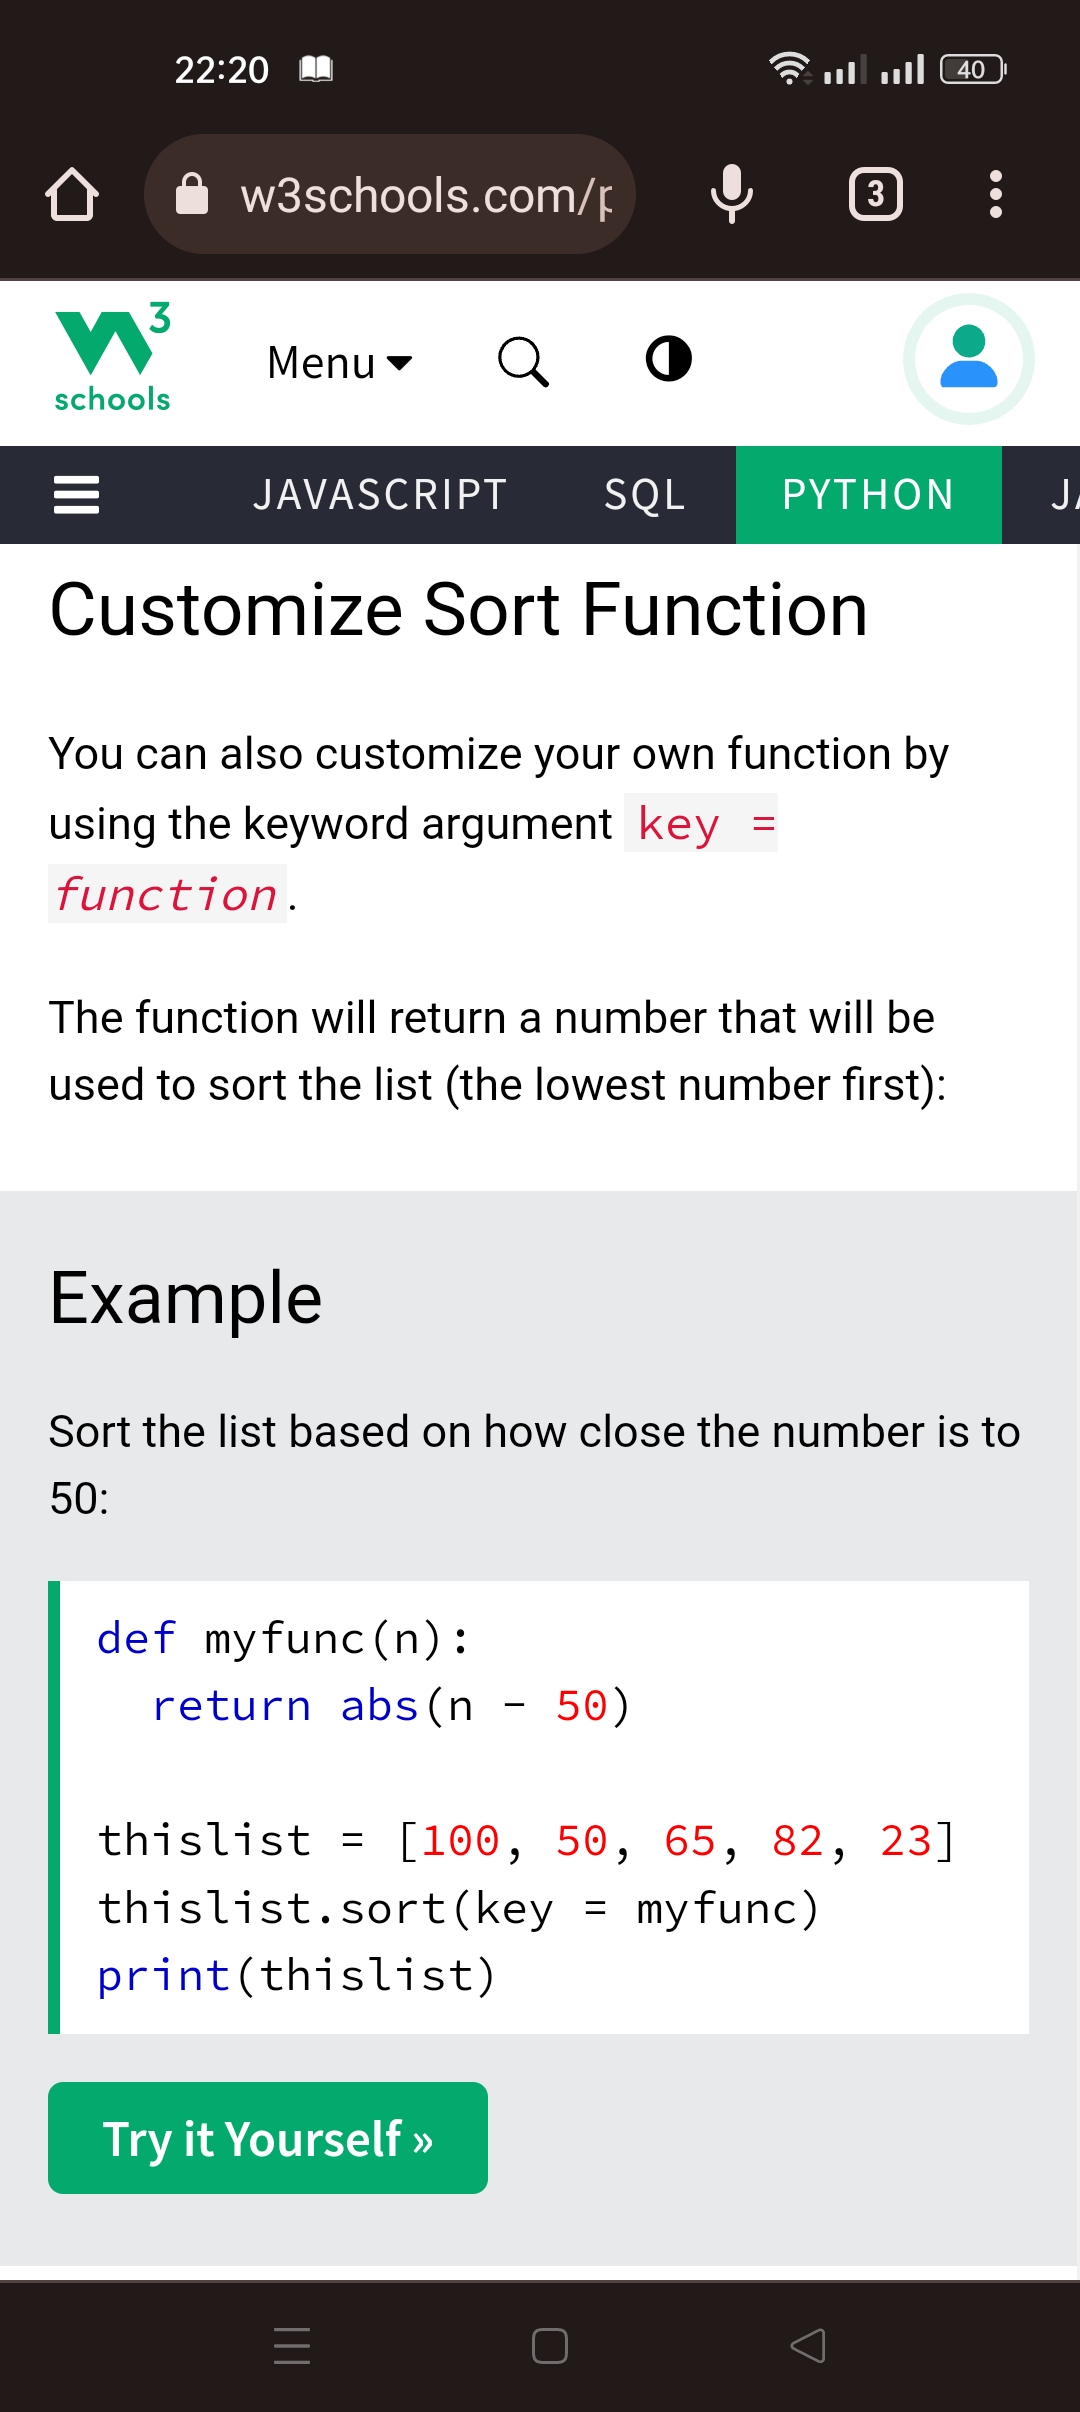 22:20
40
w3schools.com/p
3
3
schools
Menu
JAVASCRIPT SQL PYTHON JA
Customize Sort Function
You can also customize your own function by
using the keyword argument key =
function.
The function will return a number that will be
used to sort the list (the lowest number first):
Example
Sort the list based on how close the number is to
50:
def myfunc(n):
  return abs(n - 50)
thislist = [100, 50, 65, 82, 23]
thislist.sort(key = myfunc)
print(thislist)
Try it Yourself »